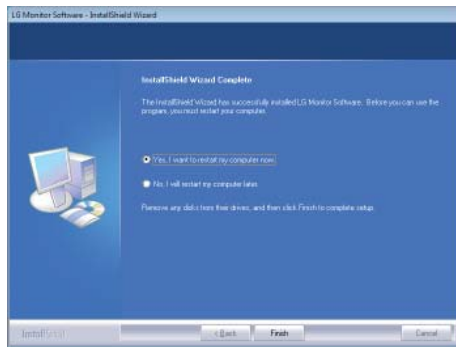 LG Monitor Software - InstallShield Wizard
InstallShield Wizard Complete
The InstallShield Wizard has successfully installed LG Monitor Software. Before you can use the
program, you must restart your computer.
Yes, I want to restart my computer now.
No, I will restart my computer later.
Remove any disks from their drives, and then click Finish to complete setup.
InstallShield
< Back
Finish
Cancel